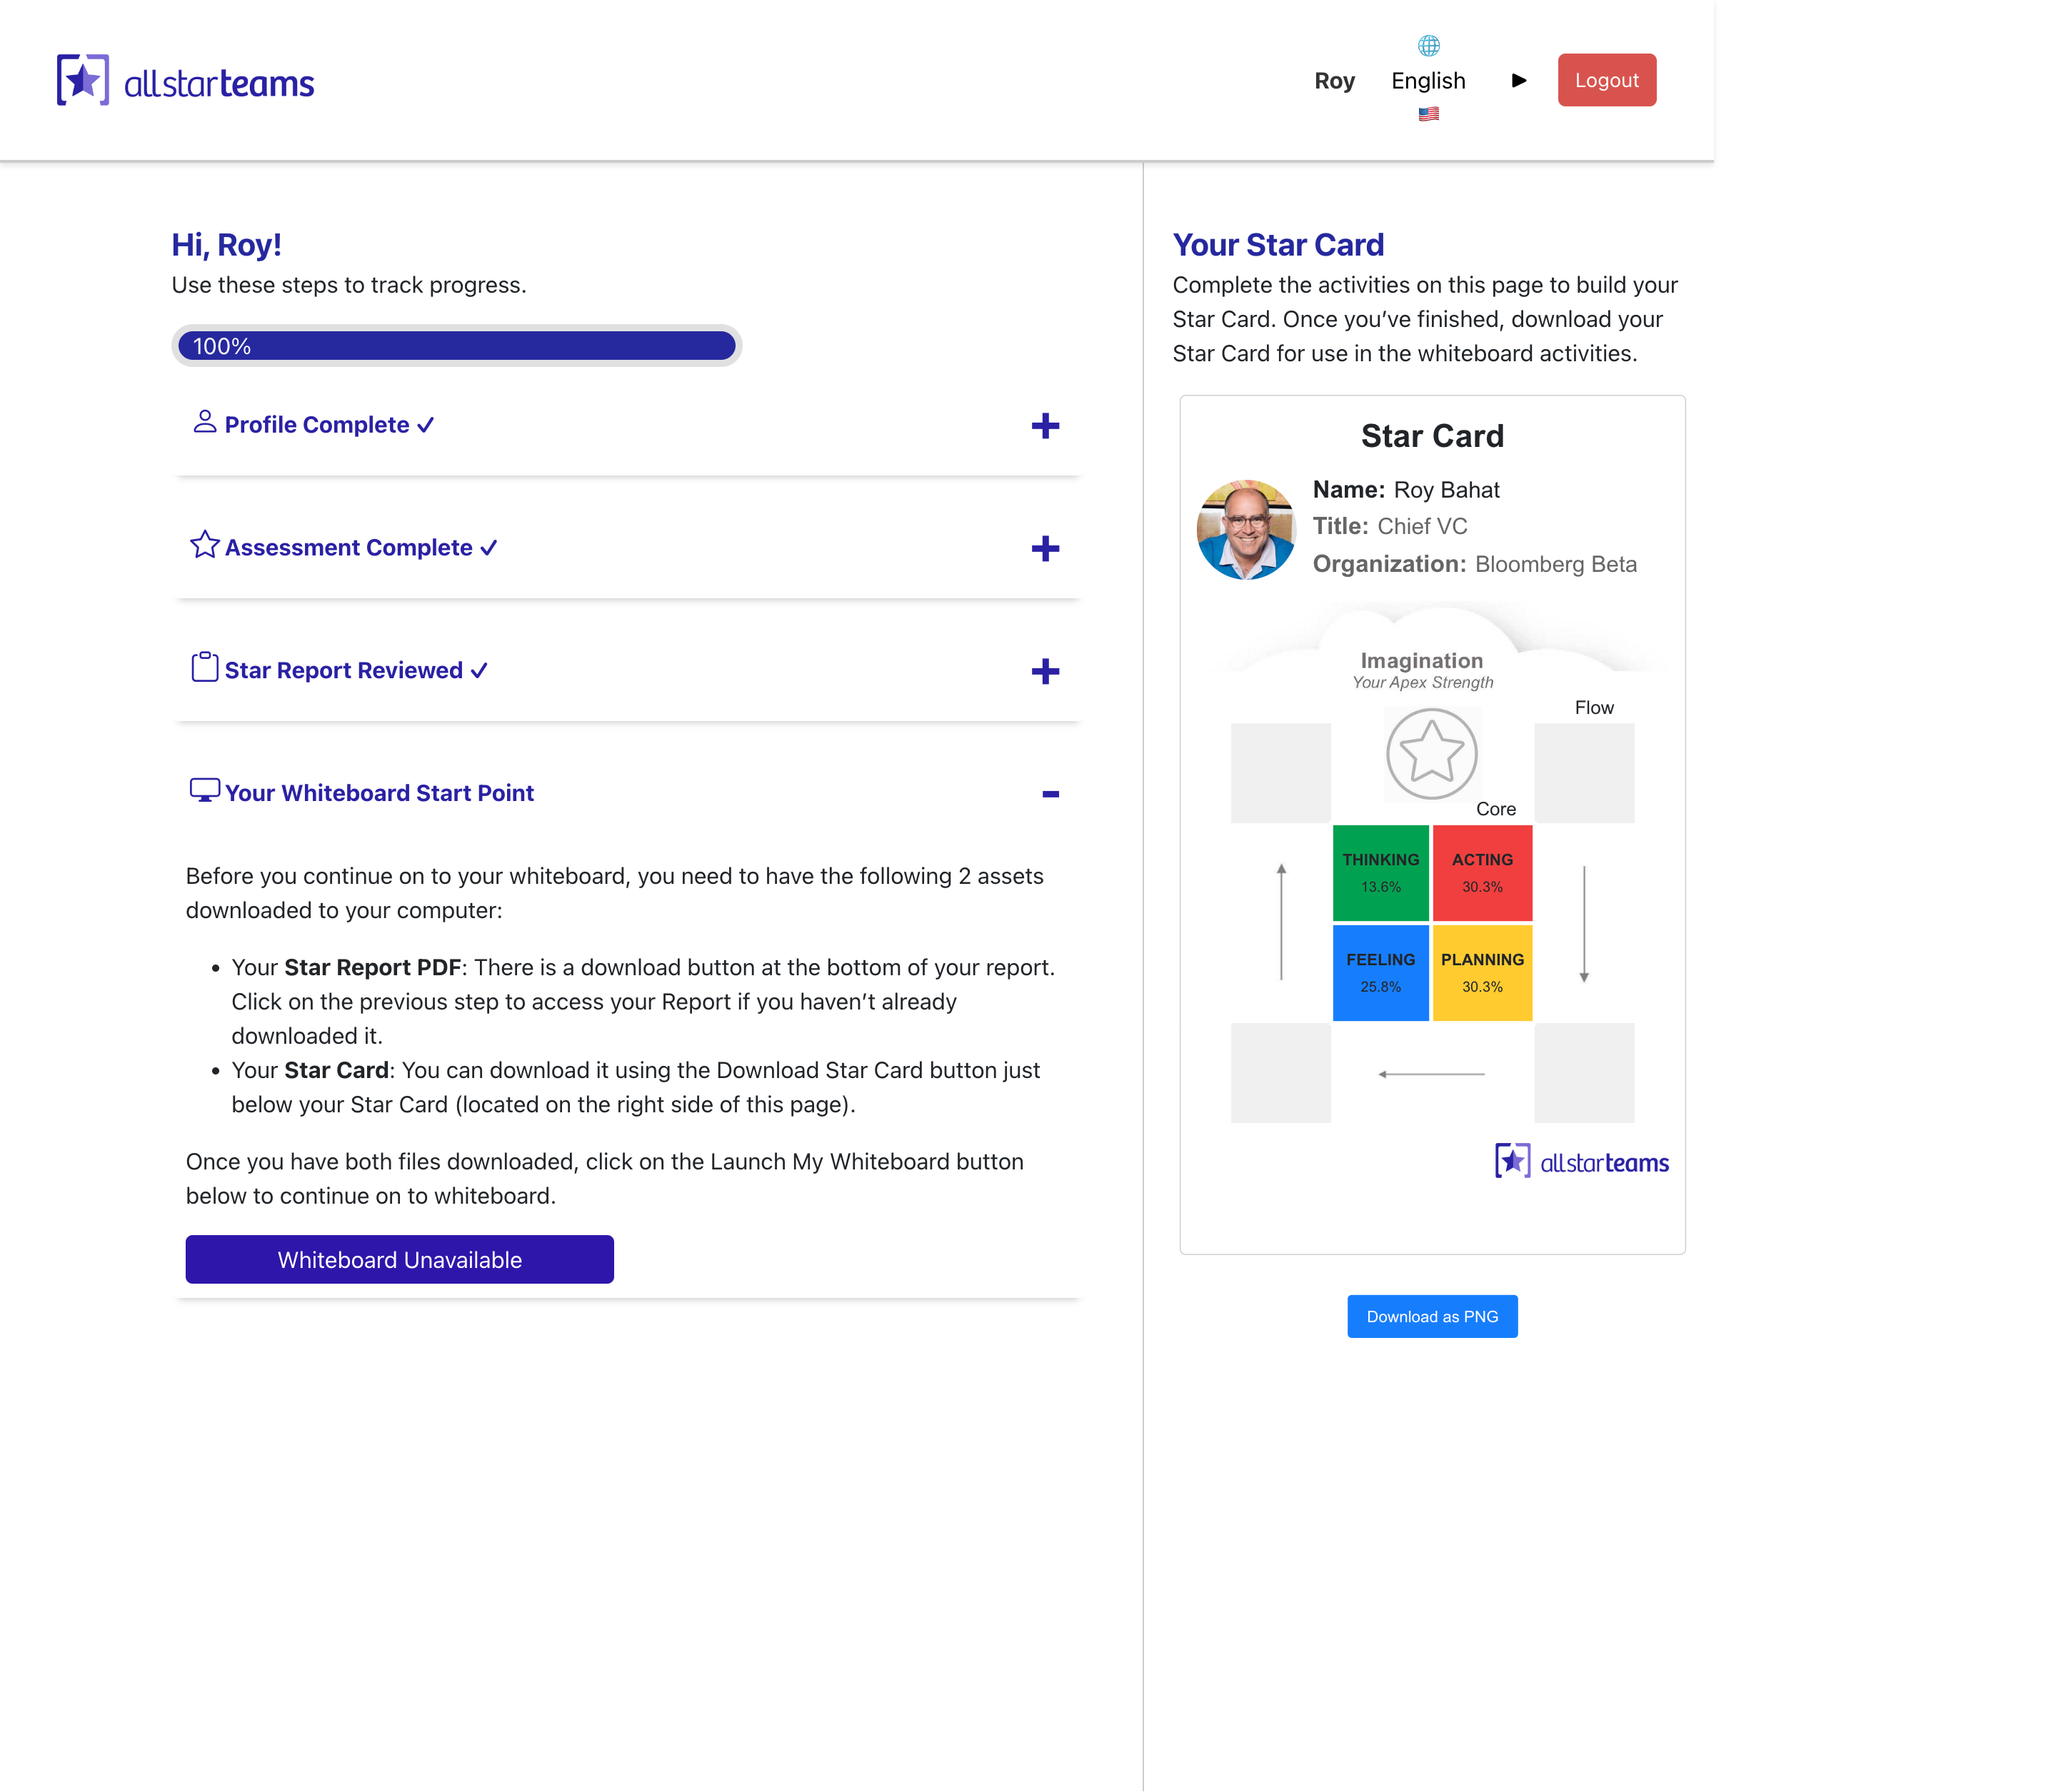 allstarteams
Roy
English
Logout
Hi, Roy!
Use these steps to track progress.
100%
Profile Complete ✓
Assessment Complete ✓
Star Report Reviewed ✓
Your Whiteboard Start Point
Before you continue on to your whiteboard, you need to have the following 2 assets
downloaded to your computer:
• Your Star Report PDF: There is a download button at the bottom of your report.
Click on the previous step to access your Report if you haven’t already
downloaded it.
• Your Star Card: You can download it using the Download Star Card button just
below your Star Card (located on the right side of this page).
Once you have both files downloaded, click on the Launch My Whiteboard button
below to continue on to whiteboard.
Whiteboard Unavailable
Your Star Card
Complete the activities on this page to build your
Star Card. Once you’ve finished, download your
Star Card for use in the whiteboard activities.
Star Card
Name: Roy Bahat
Title: Chief VC
Organization: Bloomberg Beta
Imagination
Your Apex Strength
Flow
Core
THINKING
13.6%
ACTING
30.3%
FEELING
25.8%
PLANNING
30.3%
allstarteams
Download as PNG